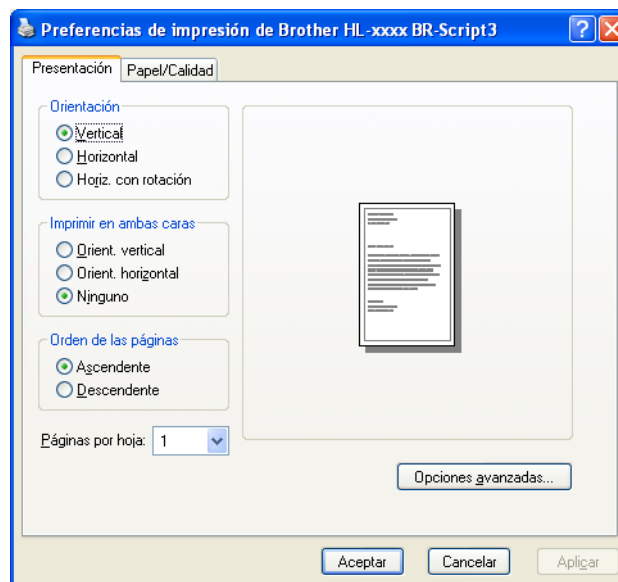 Preferencias de impresión de Brother HL-xxxx BR-Script3
Presentación
Papel/Calidad
Orientación
Vertical
Horizontal
Horiz. con rotación
Imprimir en ambas caras
Orient. vertical
Orient. horizontal
Ninguno
Orden de las páginas
Ascendente
Descendente
Páginas por hoja: 1
Opciones avanzadas...
Aceptar
Cancelar
Aplicar